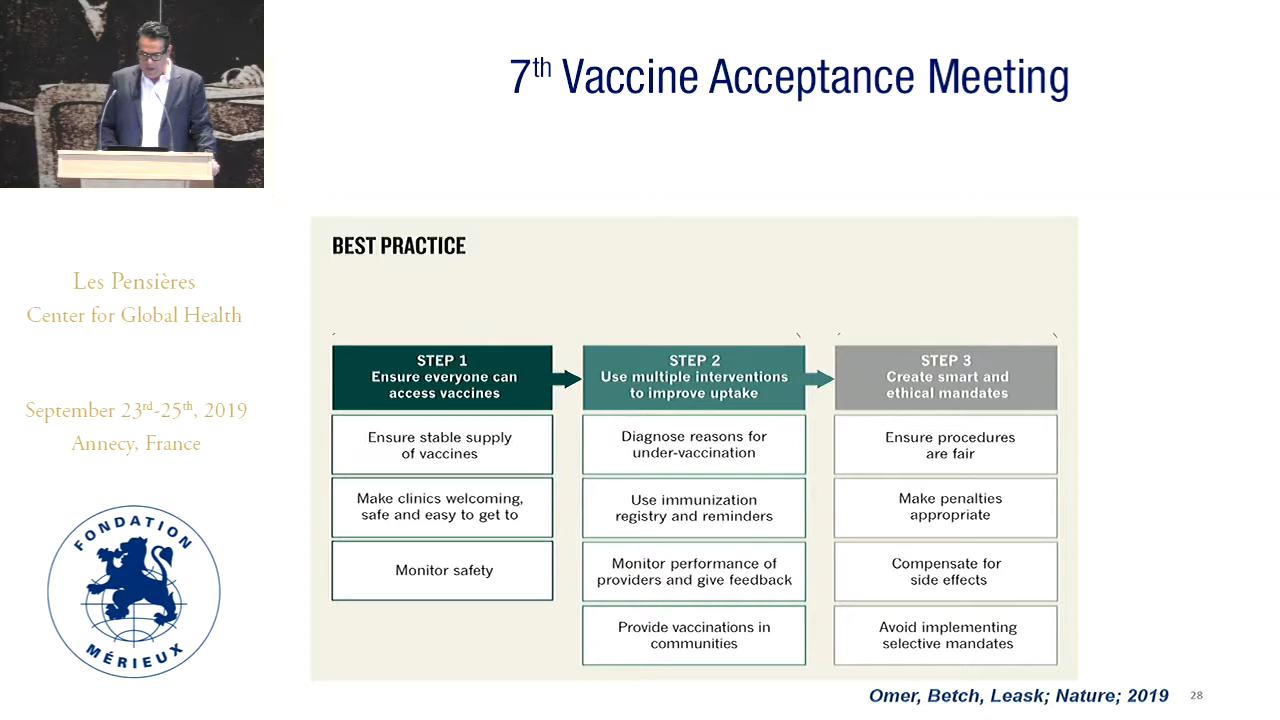 7th Vaccine Acceptance Meeting
Les Pensières
Center for Global Health
September 23rd-25th, 2019
Annecy, France
FONDATION
MÉRIEUX
BEST PRACTICE
STEP 1
Ensure everyone can
access vaccines
Ensure stable supply
of vaccines
Make clinics welcoming,
safe and easy to get to
Monitor safety
STEP 2
Use multiple interventions
to improve uptake
Diagnose reasons for
under-vaccination
Use immunization
registry and reminders
Monitor performance of
providers and give feedback
Provide vaccinations in
communities
STEP 3
Create smart and
ethical mandates
Ensure procedures
are fair
Make penalties
appropriate
Compensate for
side effects
Avoid implementing
selective mandates
Omer, Betch, Leask; Nature; 2019
28